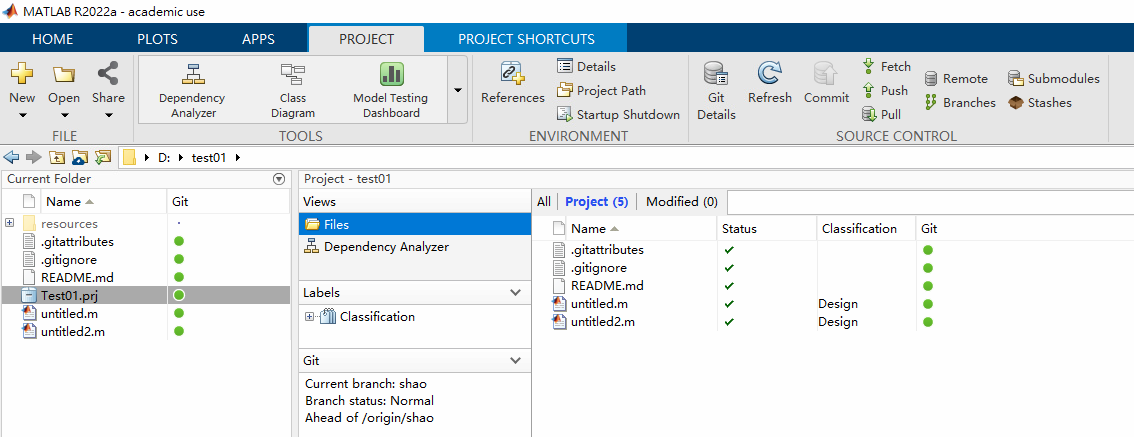 MATLAB R2022a - academic use
HOME PLOTS APPS PROJECT PROJECT SHORTCUTS
New Open Share
FILE
Dependency Analyzer
Class Diagram
Model Testing Dashboard
TOOLS
References
Details
Project Path
Startup Shutdown
ENVIRONMENT
Git Details
Refresh
Commit
Fetch
Push
Pull
Remote
Branches
Submodules
Stashes
SOURCE CONTROL
D: test01
Current Folder
Name Git
resources
.gitattributes
.gitignore
README.md
Test01.prj
untitled.m
untitled2.m
Project - test01
Views
Files
Dependency Analyzer
Labels
Classification
Git
Current branch: shao
Branch status: Normal
Ahead of /origin/shao
All Project (5) Modified (0)
Name Status Classification Git
.gitattributes
.gitignore
README.md
untitled.m Design
untitled2.m Design